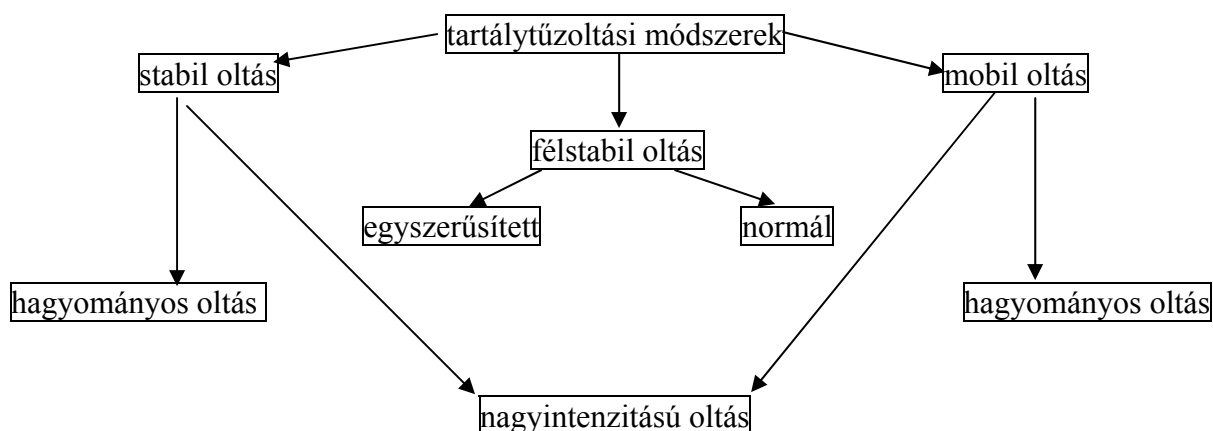 tartálytűzoltási módszerek
stabil oltás
mobil oltás
félstabil oltás
egyszerűsített
normál
hagyományos oltás
hagyományos oltás
nagyintenzitású oltás